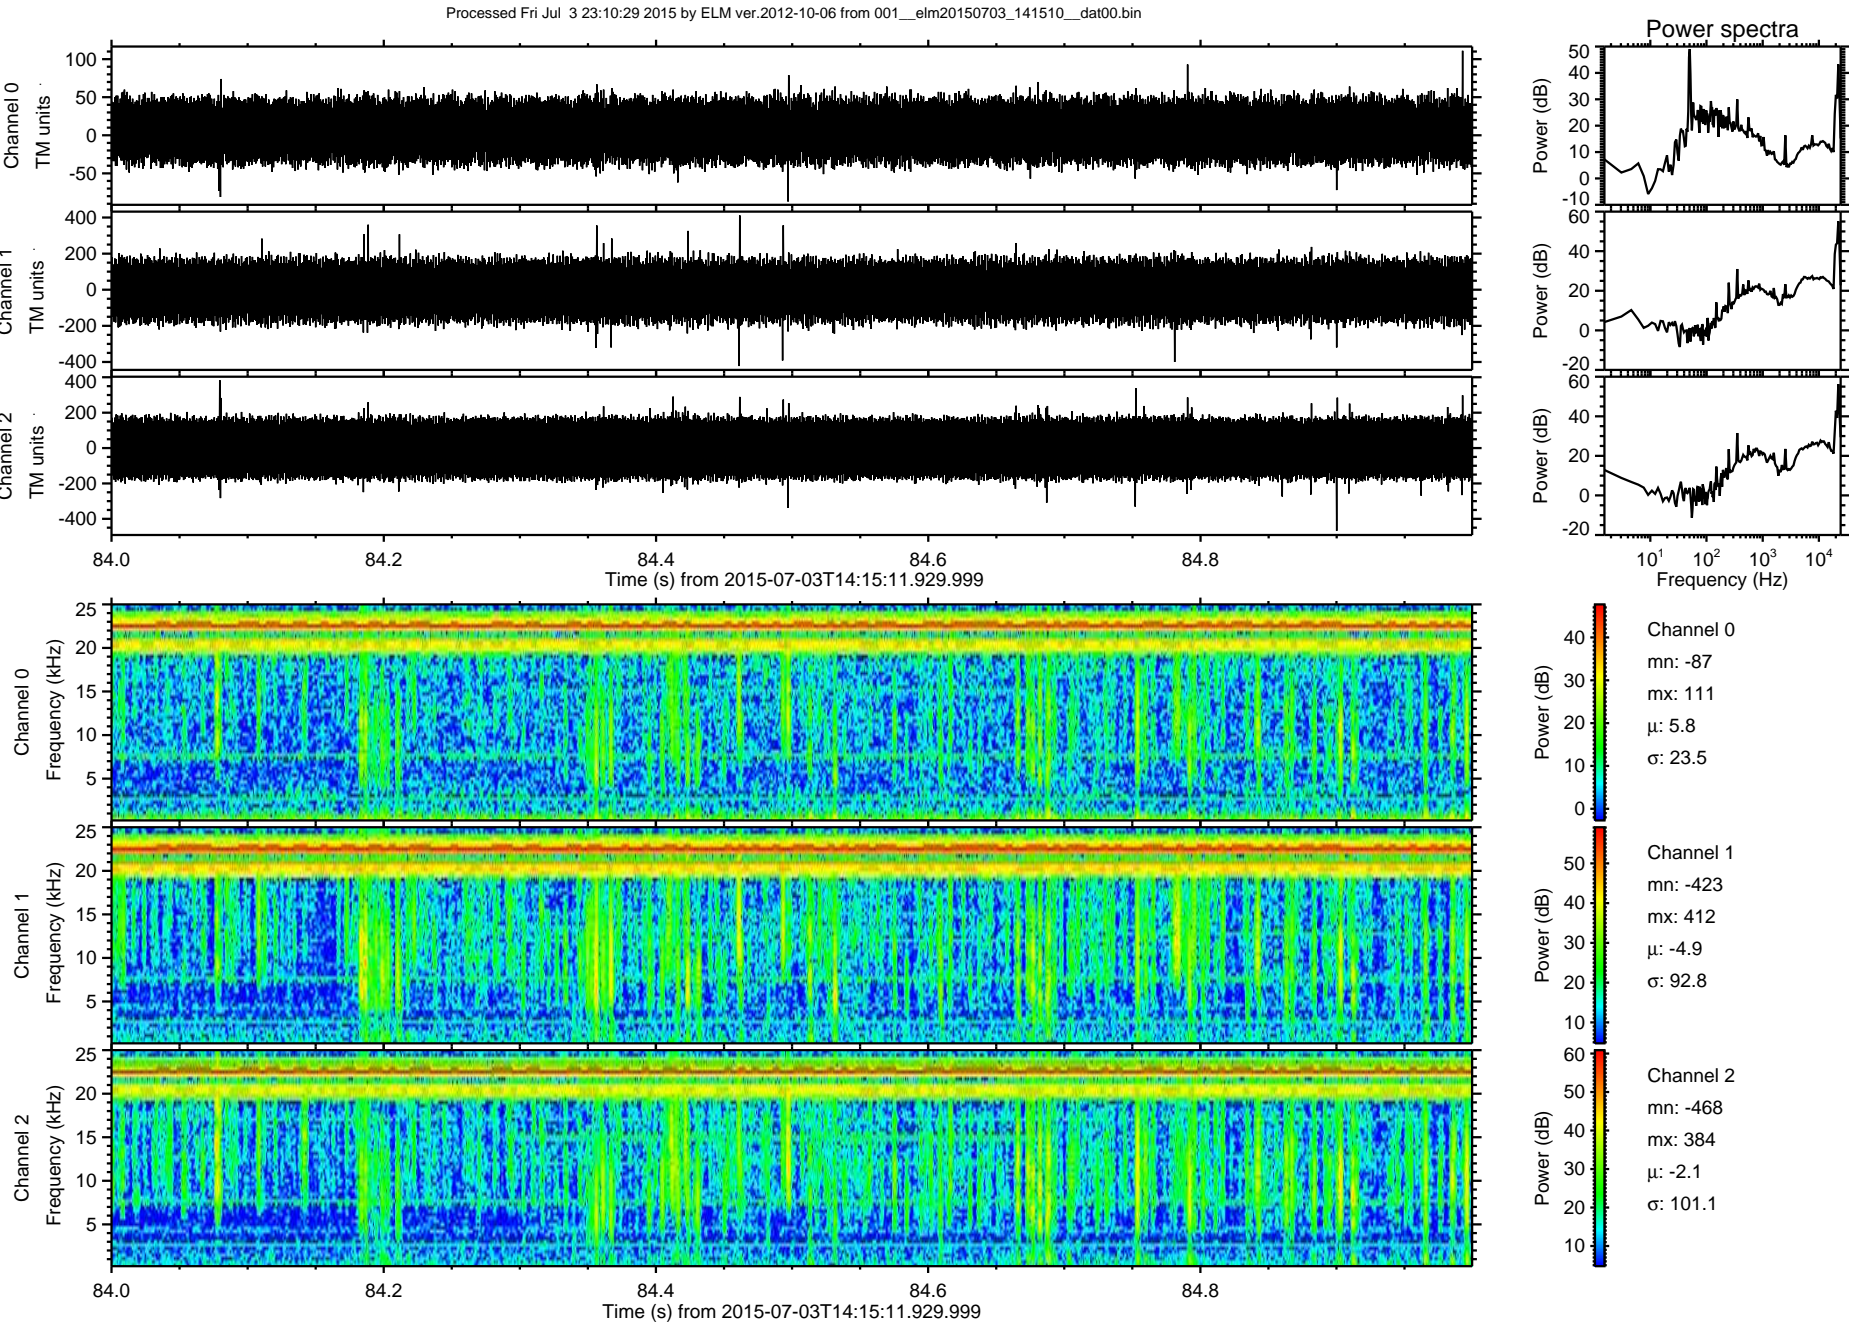 Processed Fri Jul  3 23:10:29 2015 by ELM ver.2012-10-06 from 001__elm20150703_141510__dat00.bin
Power spectra
Channel 0
TM units
100
50
0
-50
Power (dB)
50
40
30
20
10
0
-10
Channel 1
TM units
400
200
0
-200
-400
Power (dB)
60
40
20
0
-20
Channel 2
TM units
400
200
0
-200
-400
Power (dB)
60
40
20
0
-20
84.0 84.2 84.4 84.6 84.8
Time (s) from 2015-07-03T14:15:11.929.999
10¹ 10² 10³ 10⁴
Frequency (Hz)
Channel 0
Frequency (kHz)
25
20
15
10
5
Power (dB)
40
30
20
10
0
Channel 0
mn: -87
mx: 111
μ: 5.8
σ: 23.5
Channel 1
Frequency (kHz)
25
20
15
10
5
Power (dB)
50
40
30
20
10
Channel 1
mn: -423
mx: 412
μ: -4.9
σ: 92.8
Channel 2
Frequency (kHz)
25
20
15
10
5
Power (dB)
60
50
40
30
20
10
Channel 2
mn: -468
mx: 384
μ: -2.1
σ: 101.1
84.0 84.2 84.4 84.6 84.8
Time (s) from 2015-07-03T14:15:11.929.999